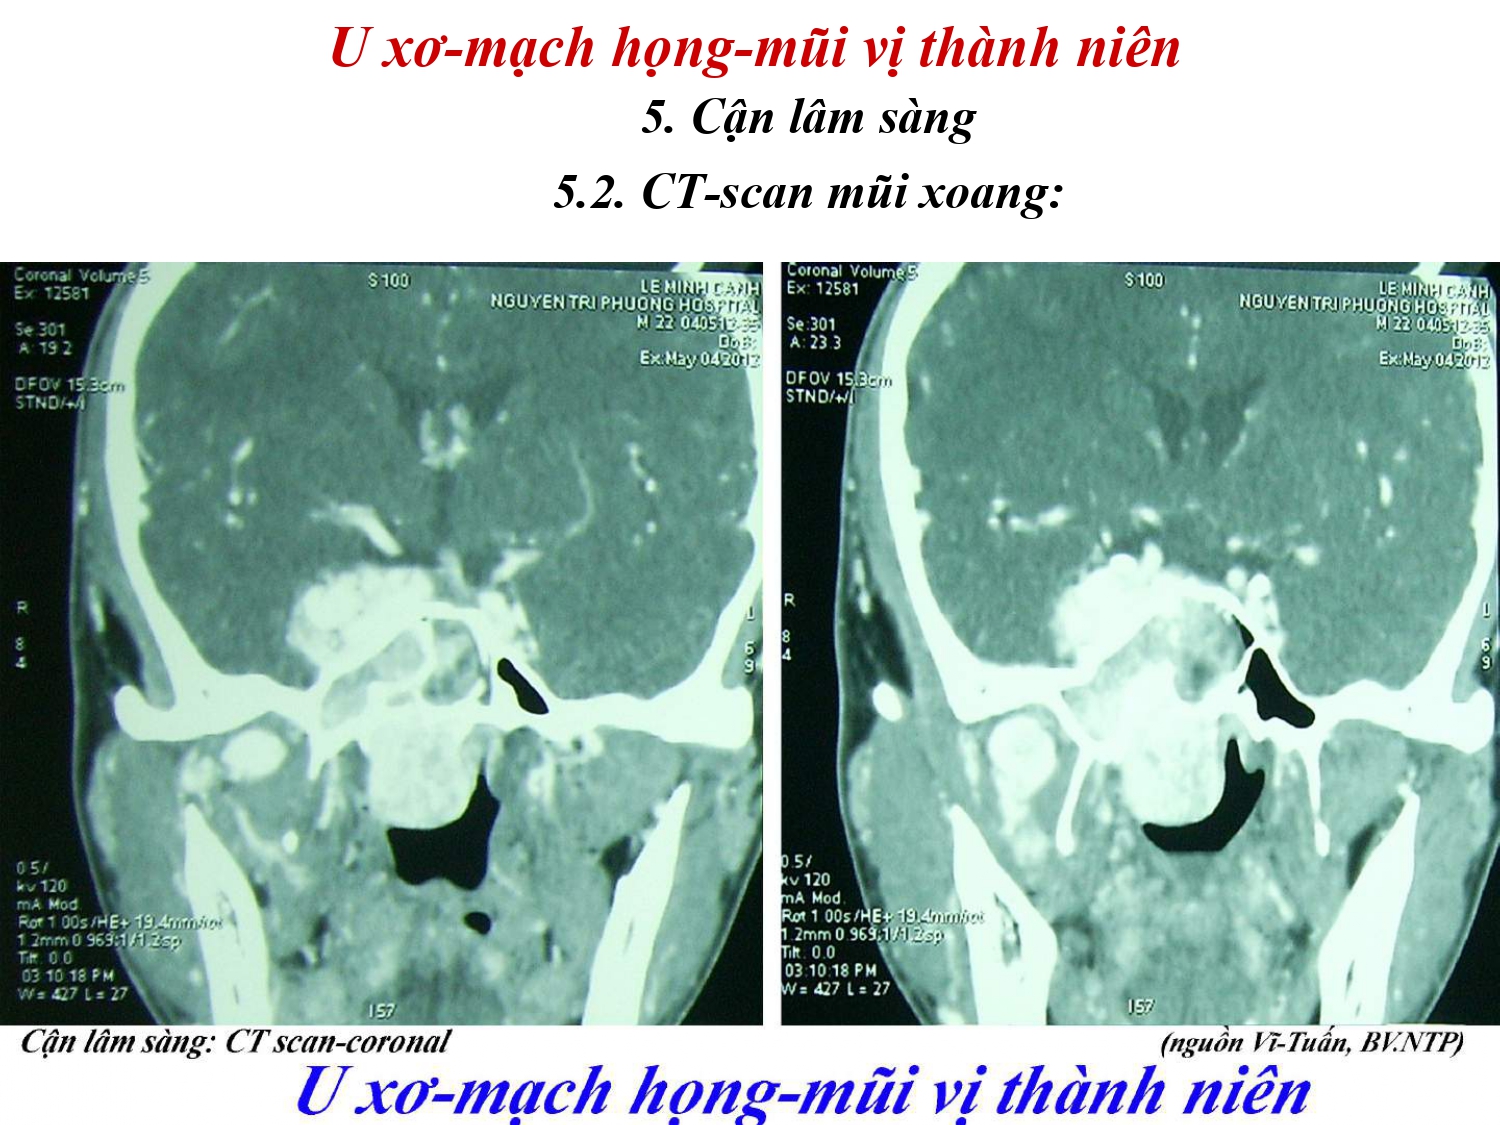 U xơ-mạch họng-mũi vị thành niên
5. Cận lâm sàng
5.2. CT-scan mũi xoang:
Coronal Volume 5
Ex: 12581
Se:301
A: 19.2
DFOV 15.3cm
STND/+/I
S 100
LE MINH CANH
NGUYEN TRI PHUONG HOSPITAL
M 22 040512-35
DoB:
Ex:May 04 2012
R
8
4
L
6
9
0.5/
kv 120
mA Mod.
Rot 1.00s/HE+ 19.4mm/rot
1.2mm 0.969:1/1.2sp
Tilt: 0.0
03:10:18 PM
W = 427 L = 27
I 57
Coronal Volume 5
Ex: 12581
Se:301
A: 23.3
DFOV 15.3cm
STND/+/I
S 100
LE MINH CANH
NGUYEN TRI PHUONG HOSPITAL
M 22 040512-35
DoB:
Ex:May 04 2012
R
8
4
L
6
9
0.5/
kv 120
mA Mod.
Rot 1.00s/HE+ 19.4mm/rot
1.2mm 0.969:1/1.2sp
Tilt: 0.0
03:10:18 PM
W = 427 L = 27
I 57
Cận lâm sàng: CT scan-coronal
(nguồn Vĩ-Tuấn, BV.NTP)
U xơ-mạch họng-mũi vị thành niên